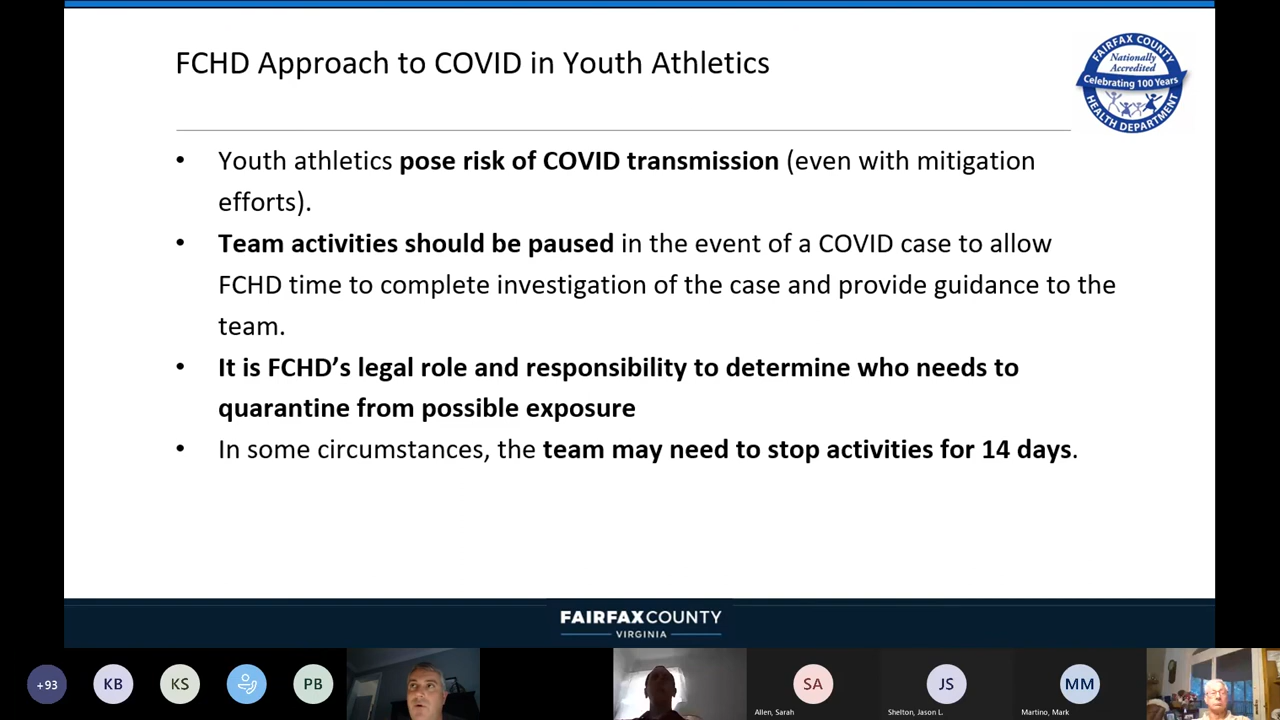 FCHD Approach to COVID in Youth Athletics
FAIRFAX COUNTY
Nationally
Accredited
Celebrating 100 Years
HEALTH DEPARTMENT
• Youth athletics pose risk of COVID transmission (even with mitigation
efforts).
• Team activities should be paused in the event of a COVID case to allow
FCHD time to complete investigation of the case and provide guidance to the
team.
• It is FCHD’s legal role and responsibility to determine who needs to
quarantine from possible exposure
• In some circumstances, the team may need to stop activities for 14 days.
FAIRFAX COUNTY
VIRGINIA
+93 KB KS PB SA JS MM
Allen, Sarah Shelton, Jason L. Martino, Mark